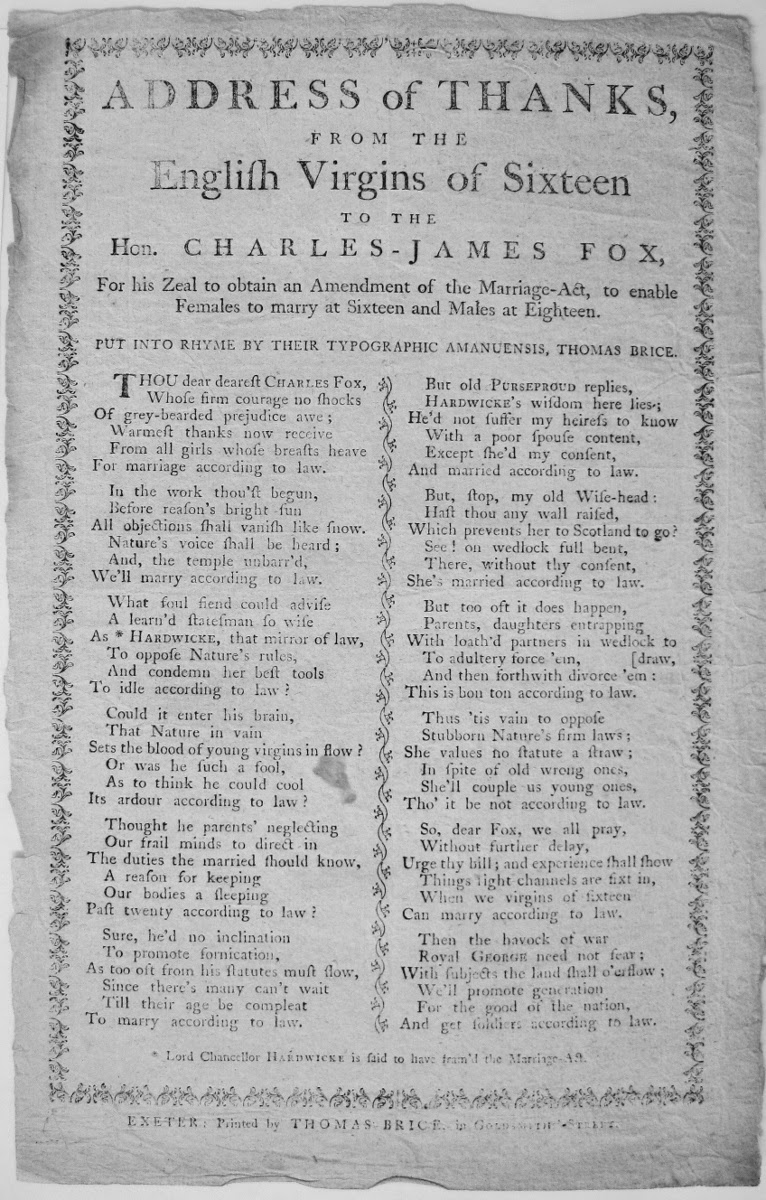 ADDRESS of THANKS,
FROM THE
Engliſh Virgins of Sixteen
TO THE
Hon. CHARLES-JAMES FOX,
For his Zeal to obtain an Amendment of the Marriage-Act, to enable
Females to marry at Sixteen and Males at Eighteen.
PUT INTO RHYME BY THEIR TYPOGRAPHIC AMANUENSIS, THOMAS BRICE.
THOU dear deareſt CHARLES FOX,
Whoſe firm courage no ſhocks
Of grey-bearded prejudice awe;
Warmeſt thanks now receive
From all girls whoſe breaſts heave
For marriage according to law.
In the work thou'ſt begun,
Before reaſon's bright ſun
All objections ſhall vaniſh like ſnow.
Nature's voice ſhall be heard;
And, the temple unbarr'd,
We'll marry according to law.
What foul fiend could adviſe
A learn'd ſtateſman ſo wiſe
As * HARDWICKE, that mirror of law,
To oppoſe Nature's rules,
And condemn her beſt tools
To idle according to law?
Could it enter his brain,
That Nature in vain
Sets the blood of young virgins in flow?
Or was he ſuch a fool,
As to think he could cool
Its ardour according to law?
Thought he parents' neglecting
Our frail minds to direct in
The duties the married ſhould know,
A reaſon for keeping
Our bodies a ſleeping
Paſt twenty according to law?
Sure, he'd no inclination
To promote fornication,
As too oft from his ſtatutes muſt flow,
Since there's many can't wait
Till their age be compleat
To marry according to law.
But old PURSEPROUD replies,
HARDWICKE's wiſdom here lies;
He'd not ſuffer my heireſs to know
With a poor ſpouſe content,
Except ſhe'd my conſent,
And married according to law.
But, ſtop, my old Wiſe-head:
Haſt thou any wall raiſed,
Which prevents her to Scotland to go?
See! on wedlock full bent,
There, without thy conſent,
She's married according to law.
But too oft it does happen,
Parents, daughters entrapping
With loath'd partners in wedlock to
To adultery force 'em, [draw,
And then forthwith divorce 'em:
This is bon ton according to law.
Thus 'tis vain to oppoſe
Stubborn Nature's firm laws;
She values no ſtatute a ſtraw;
In ſpite of old wrong ones,
She'll couple us young ones,
Tho' it be not according to law.
So, dear Fox, we all pray,
Without further delay,
Urge thy bill; and experience ſhall ſhow
Things light channels are fixt in,
When we virgins of ſixteen
Can marry according to law.
Then the havock of war
Royal GEORGE need not fear;
With ſubjects the land ſhall o'erflow;
We'll promote generation
For the good of the nation,
And get ſoldiers according to law.
* Lord Chancellor HARDWICKE is ſaid to have fram'd the Marriage-Act.
EXETER: Printed by THOMAS BRICE, in GOLDSMITH'-STREET.